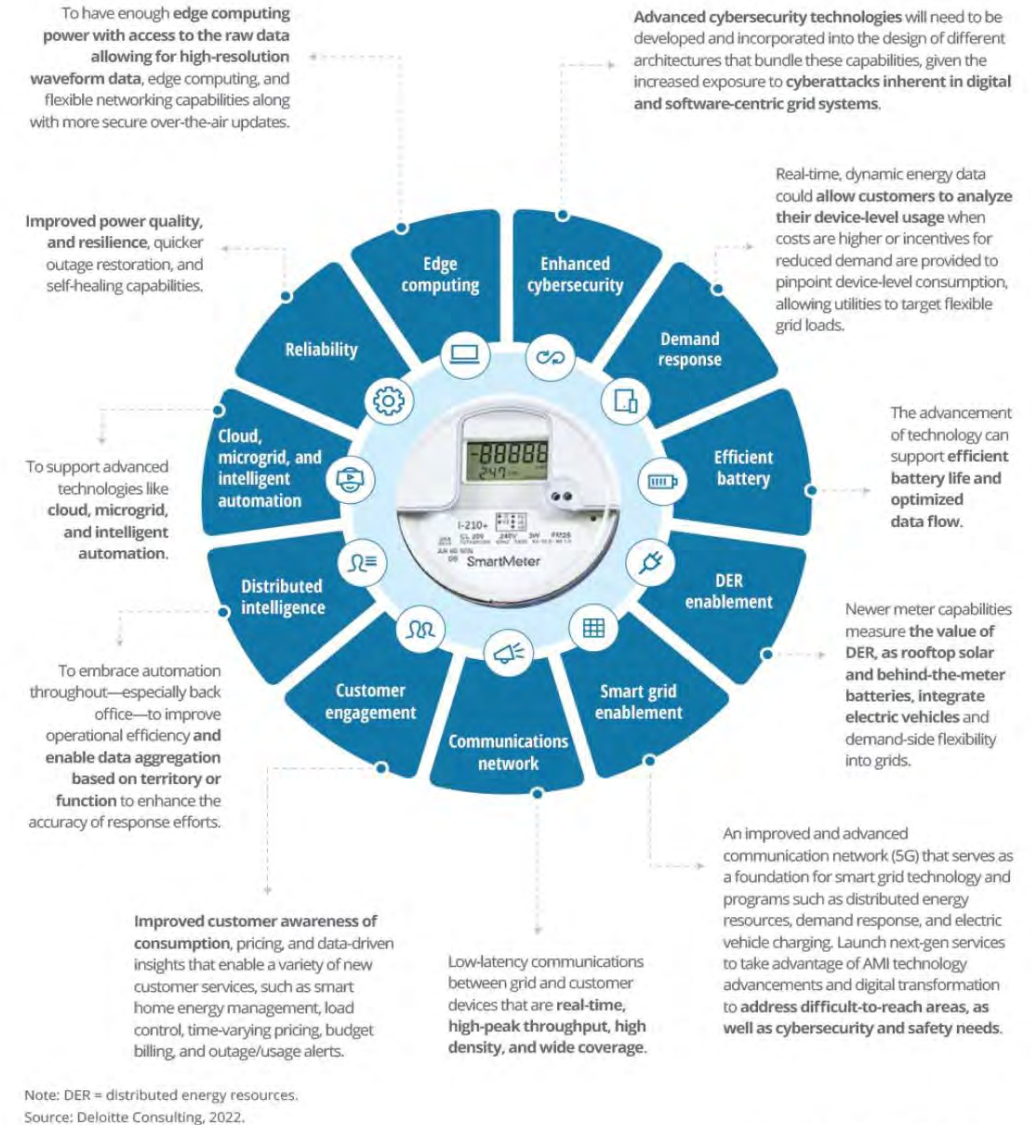 To have enough edge computing
power with access to the raw data
allowing for high-resolution
waveform data, edge computing, and
flexible networking capabilities along
with more secure over-the-air updates.
Advanced cybersecurity technologies will need to be
developed and incorporated into the design of different
architectures that bundle these capabilities, given the
increased exposure to cyberattacks inherent in digital
and software-centric grid systems.
Real-time, dynamic energy data
could allow customers to analyze
their device-level usage when
costs are higher or incentives for
reduced demand are provided to
pinpoint device-level consumption,
allowing utilities to target flexible
grid loads.
Improved power quality,
and resilience, quicker
outage restoration, and
self-healing capabilities.
Edge
computing
Enhanced
cybersecurity
Reliability
Demand
response
Cloud,
microgrid, and
intelligent
automation
Efficient
battery
The advancement
of technology can
support efficient
battery life and
optimized
data flow.
To support advanced
technologies like
cloud, microgrid,
and intelligent
automation.
-88888
247
I-210+
CL 200 240V 3W
SmartMeter
Distributed
intelligence
DER
enablement
Newer meter capabilities
measure the value of
DER, as rooftop solar
and behind-the-meter
batteries, integrate
electric vehicles and
demand-side flexibility
into grids.
To embrace automation
throughout—especially back
office—to improve
operational efficiency and
enable data aggregation
based on territory or
function to enhance the
accuracy of response efforts.
Customer
engagement
Communications
network
Smart grid
enablement
An improved and advanced
communication network (5G) that serves as
a foundation for smart grid technology and
programs such as distributed energy
resources, demand response, and electric
vehicle charging. Launch next-gen services
to take advantage of AMI technology
advancements and digital transformation
to address difficult-to-reach areas, as
well as cybersecurity and safety needs.
Improved customer awareness of
consumption, pricing, and data-driven
insights that enable a variety of new
customer services, such as smart
home energy management, load
control, time-varying pricing, budget
billing, and outage/usage alerts.
Low-latency communications
between grid and customer
devices that are real-time,
high-peak throughput, high
density, and wide coverage.
Note: DER = distributed energy resources.
Source: Deloitte Consulting, 2022.